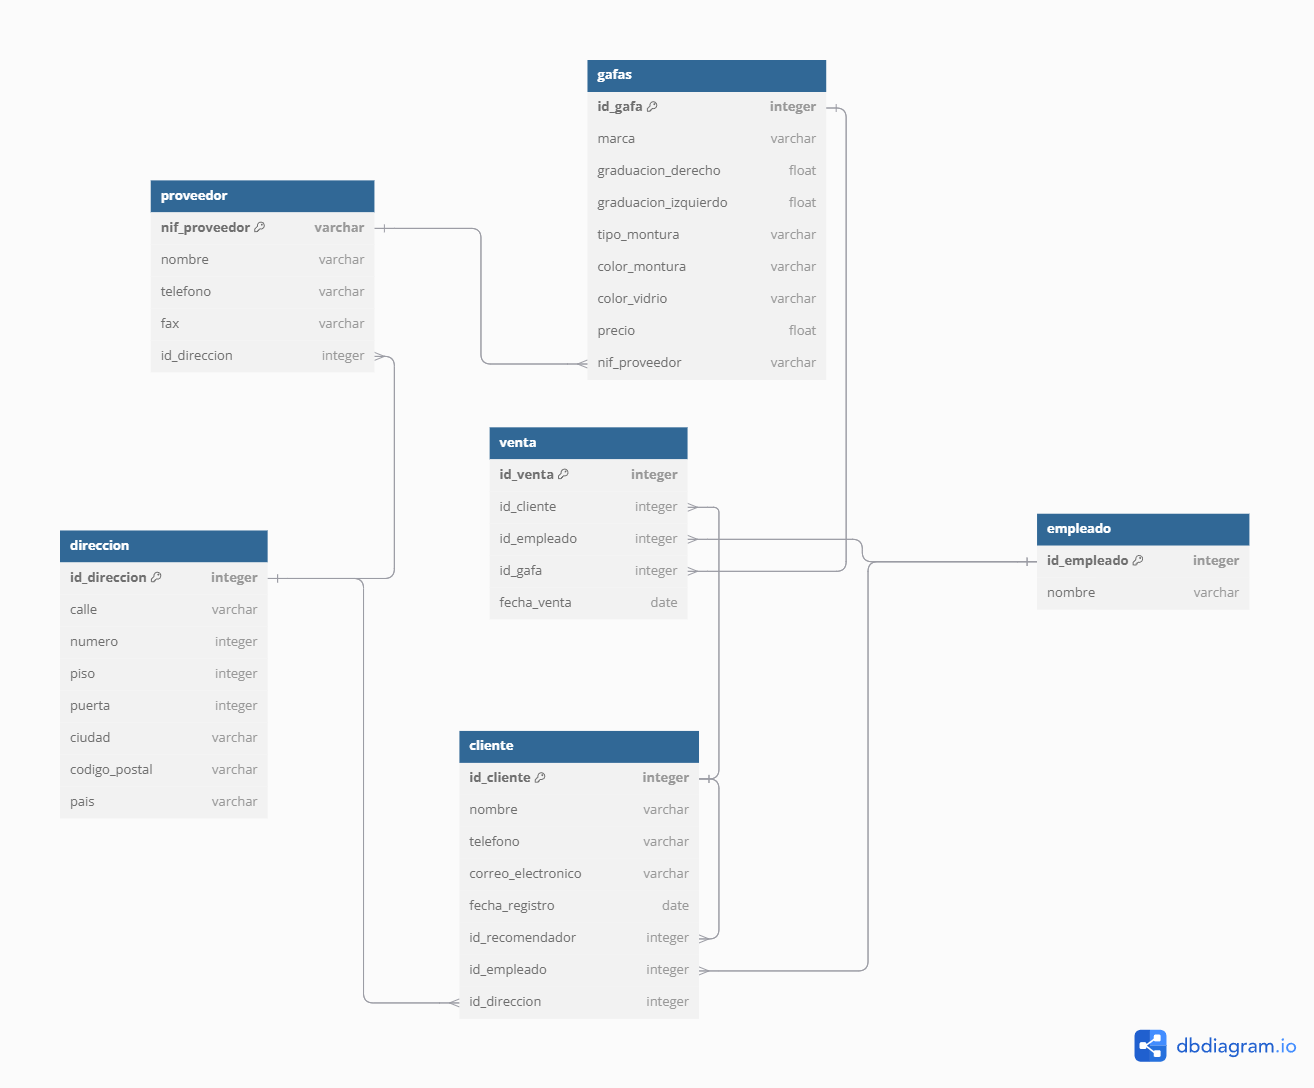 gafas
id_gafa integer
marca varchar
graduacion_derecho float
graduacion_izquierdo float
tipo_montura varchar
color_montura varchar
color_vidrio varchar
precio float
nif_proveedor varchar
proveedor
nif_proveedor varchar
nombre varchar
telefono varchar
fax varchar
id_direccion integer
venta
id_venta integer
id_cliente integer
id_empleado integer
id_gafa integer
fecha_venta date
empleado
id_empleado integer
nombre varchar
direccion
id_direccion integer
calle varchar
numero integer
piso integer
puerta integer
ciudad varchar
codigo_postal varchar
pais varchar
cliente
id_cliente integer
nombre varchar
telefono varchar
correo_electronico varchar
fecha_registro date
id_recomendador integer
id_empleado integer
id_direccion integer
dbdiagram.io